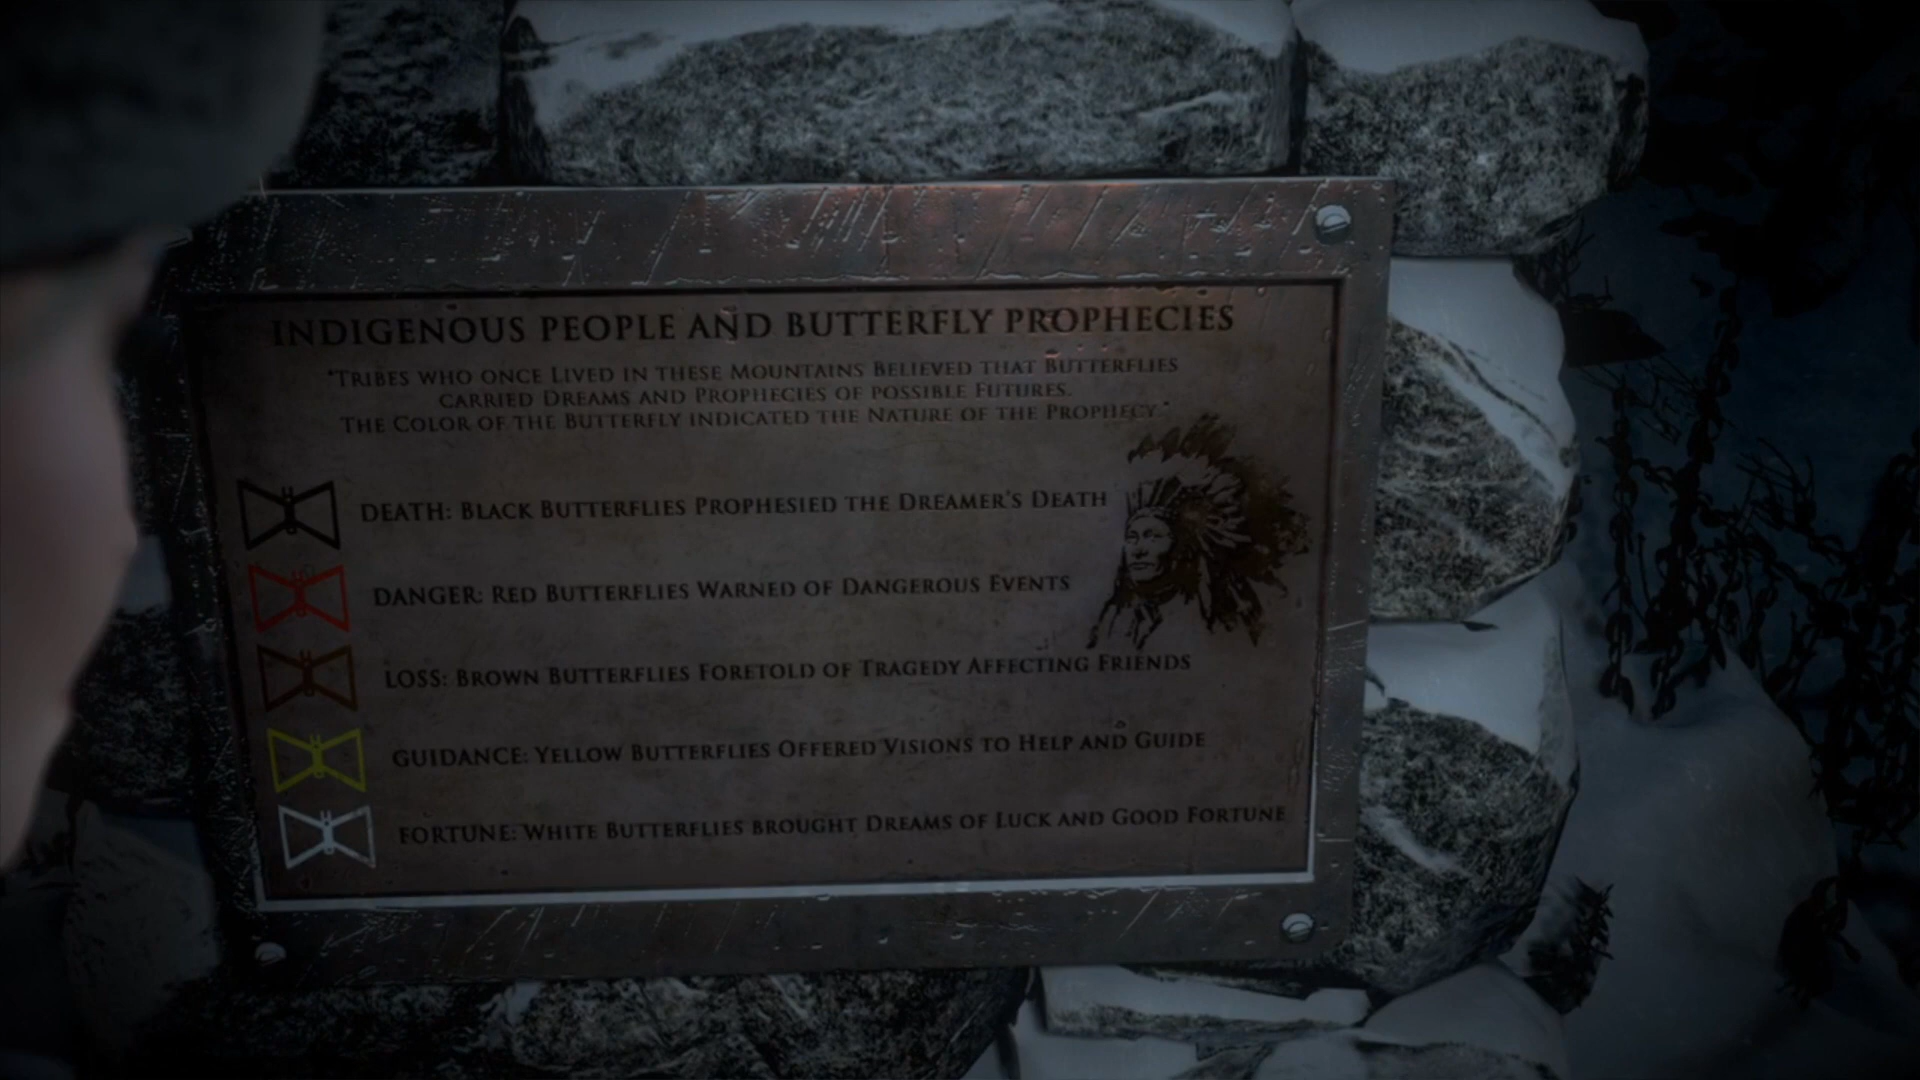 INDIGENOUS PEOPLE AND BUTTERFLY PROPHECIES
"TRIBES WHO ONCE LIVED IN THESE MOUNTAINS BELIEVED THAT BUTTERFLIES
CARRIED DREAMS AND PROPHECIES OF POSSIBLE FUTURES.
THE COLOR OF THE BUTTERFLY INDICATED THE NATURE OF THE PROPHECY."
DEATH: BLACK BUTTERFLIES PROPHESIED THE DREAMER'S DEATH
DANGER: RED BUTTERFLIES WARNED OF DANGEROUS EVENTS
LOSS: BROWN BUTTERFLIES FORETOLD OF TRAGEDY AFFECTING FRIENDS
GUIDANCE: YELLOW BUTTERFLIES OFFERED VISIONS TO HELP AND GUIDE
FORTUNE: WHITE BUTTERFLIES BROUGHT DREAMS OF LUCK AND GOOD FORTUNE